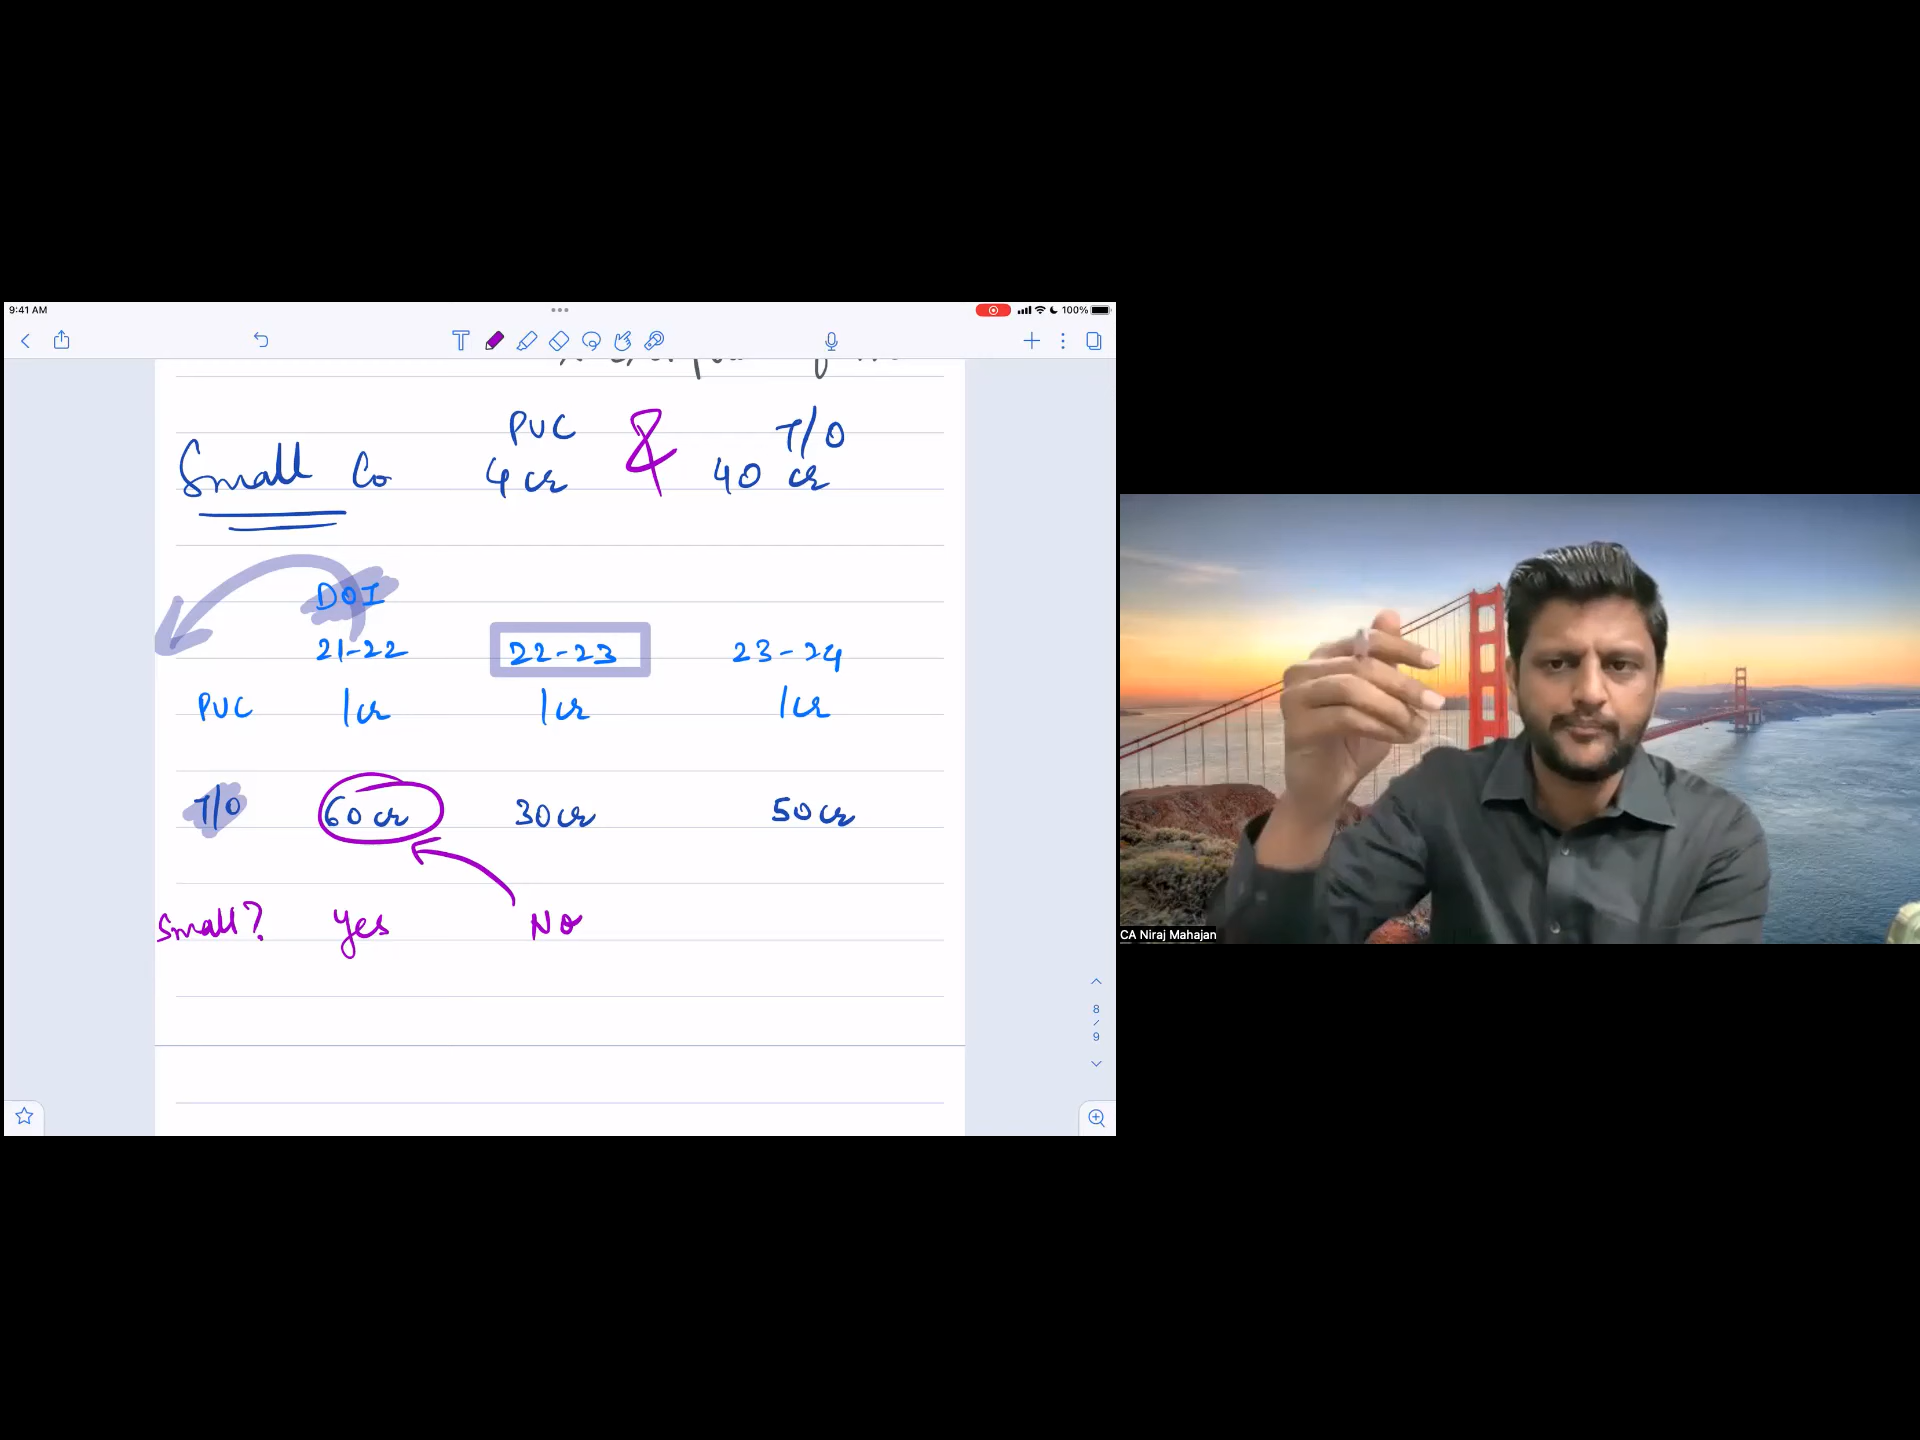 9:41 AM
100%
PUC & T/O
Small Co 4 cr 40 cr
DOI
21-22 22-23 23-24
PUC 1cr 1cr 1cr
T/O 60 cr 30cr 50cr
Small? Yes No
8
/
9
CA Niraj Mahajan